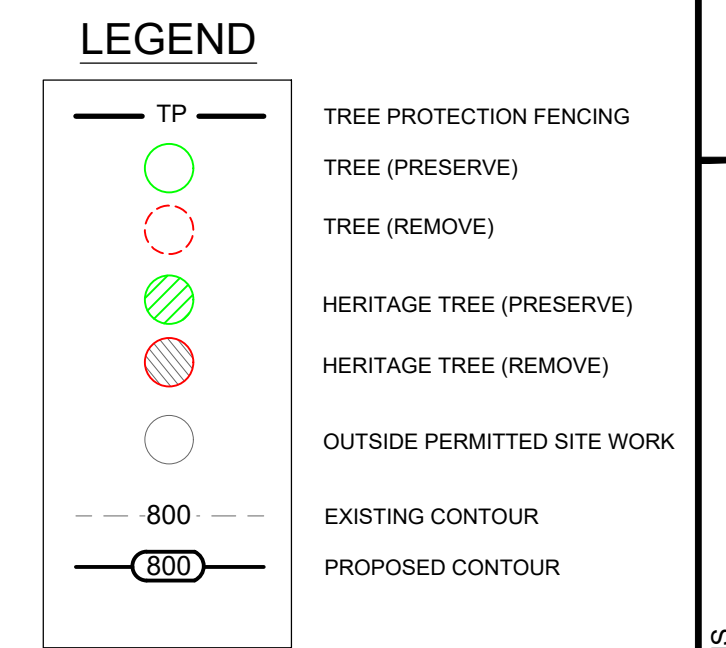 LEGEND
TP TREE PROTECTION FENCING
TREE (PRESERVE)
TREE (REMOVE)
HERITAGE TREE (PRESERVE)
HERITAGE TREE (REMOVE)
OUTSIDE PERMITTED SITE WORK
800 EXISTING CONTOUR
800 PROPOSED CONTOUR
S